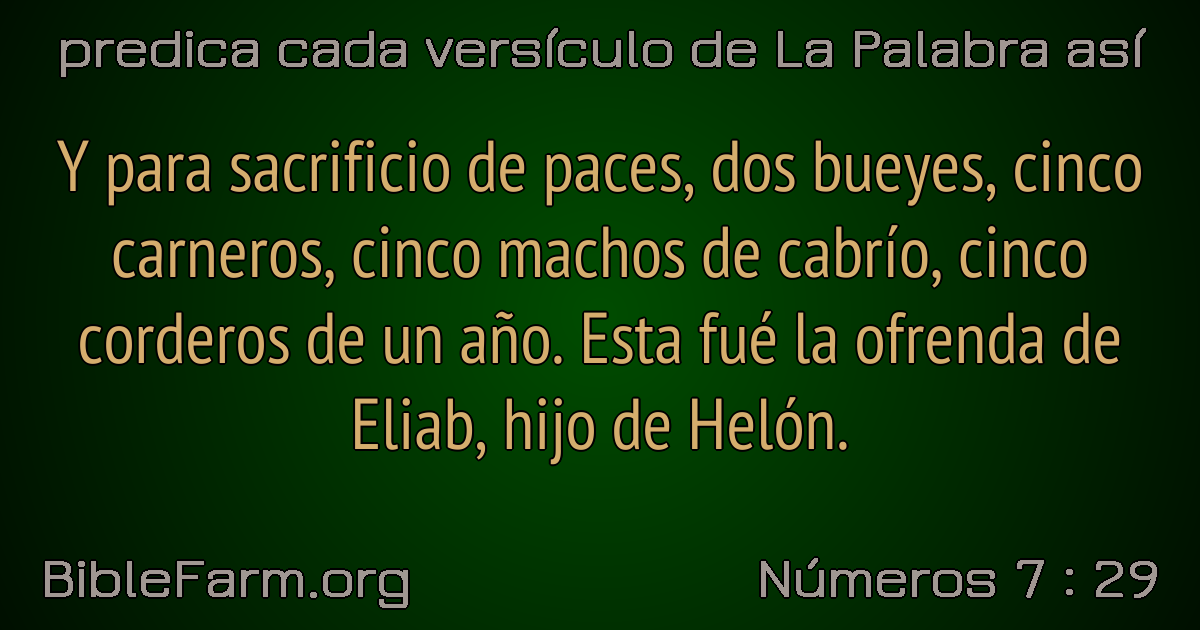 predica cada versículo de La Palabra así
Y para sacrificio de paces, dos bueyes, cinco
carneros, cinco machos de cabrío, cinco
corderos de un año. Esta fué la ofrenda de
Eliab, hijo de Helón.
BibleFarm.org
Números 7 : 29